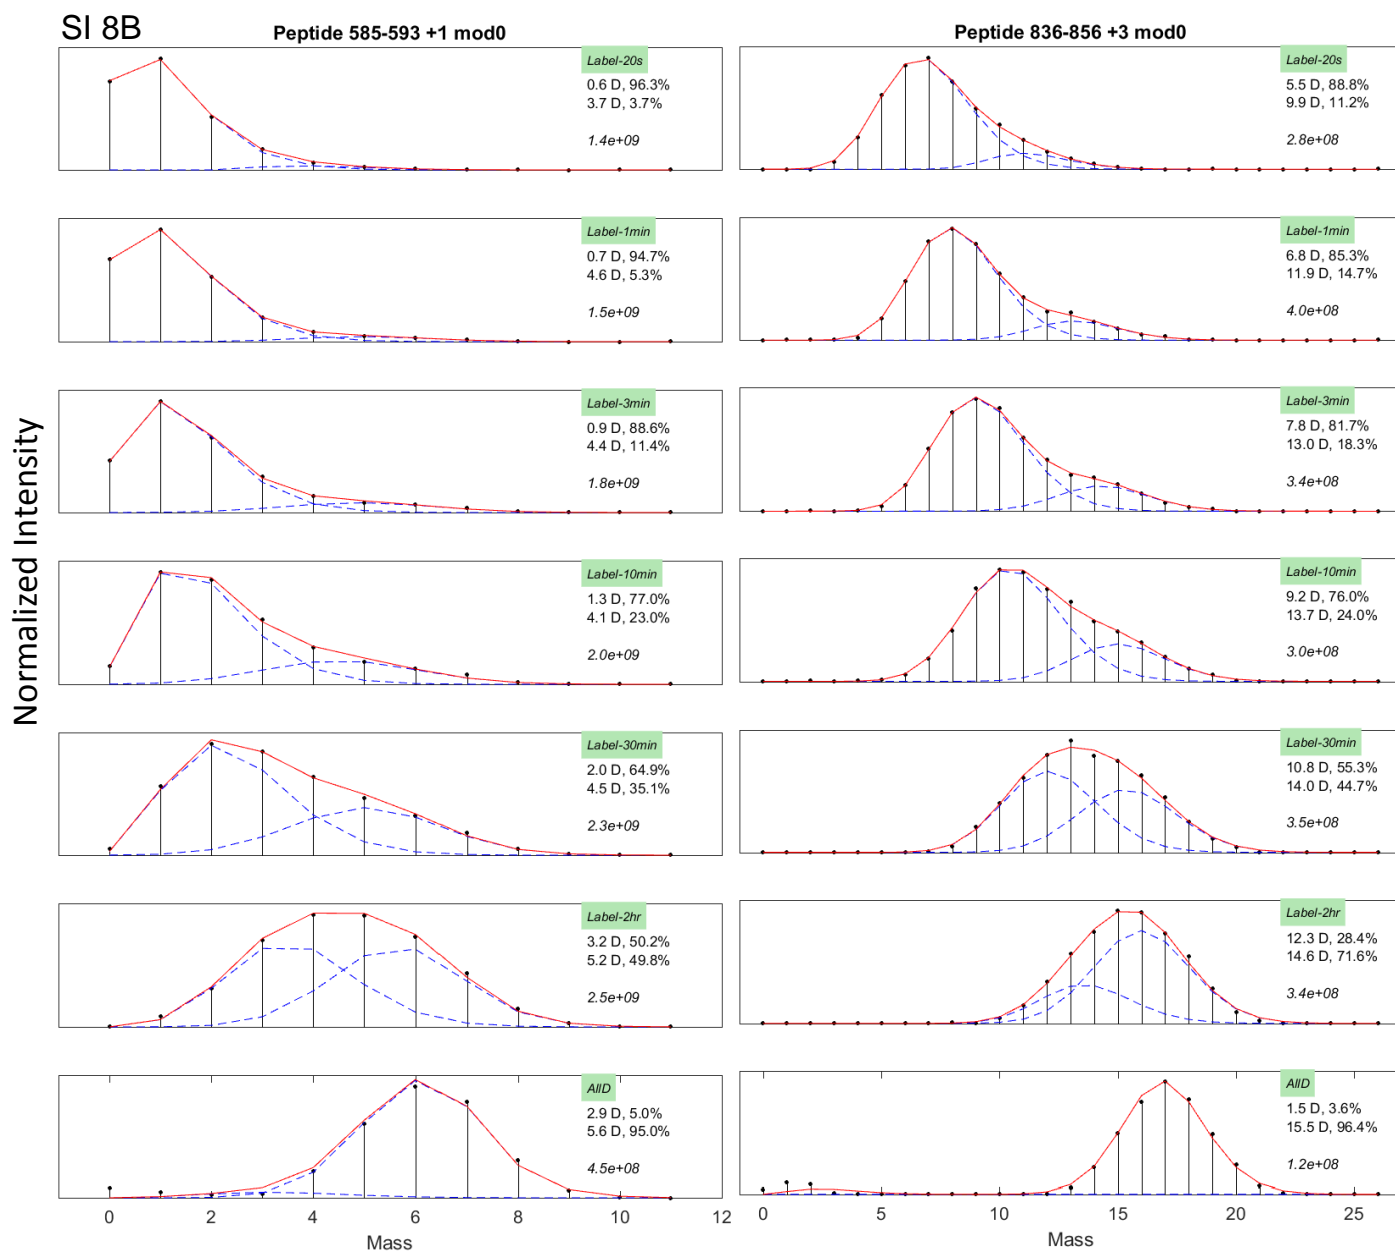 SI 8B
Peptide 585-593 +1 mod0
Label-20s
0.6 D, 96.3%
3.7 D, 3.7%
1.4e+09
Label-1min
0.7 D, 94.7%
4.6 D, 5.3%
1.5e+09
Label-3min
0.9 D, 88.6%
4.4 D, 11.4%
1.8e+09
Label-10min
1.3 D, 77.0%
4.1 D, 23.0%
2.0e+09
Label-30min
2.0 D, 64.9%
4.5 D, 35.1%
2.3e+09
Label-2hr
3.2 D, 50.2%
5.2 D, 49.8%
2.5e+09
AllD
2.9 D, 5.0%
5.6 D, 95.0%
4.5e+08
0 2 4 6 8 10 12
Mass
Normalized Intensity
Peptide 836-856 +3 mod0
Label-20s
5.5 D, 88.8%
9.9 D, 11.2%
2.8e+08
Label-1min
6.8 D, 85.3%
11.9 D, 14.7%
4.0e+08
Label-3min
7.8 D, 81.7%
13.0 D, 18.3%
3.4e+08
Label-10min
9.2 D, 76.0%
13.7 D, 24.0%
3.0e+08
Label-30min
10.8 D, 55.3%
14.0 D, 44.7%
3.5e+08
Label-2hr
12.3 D, 28.4%
14.6 D, 71.6%
3.4e+08
AllD
1.5 D, 3.6%
15.5 D, 96.4%
1.2e+08
0 5 10 15 20 25
Mass